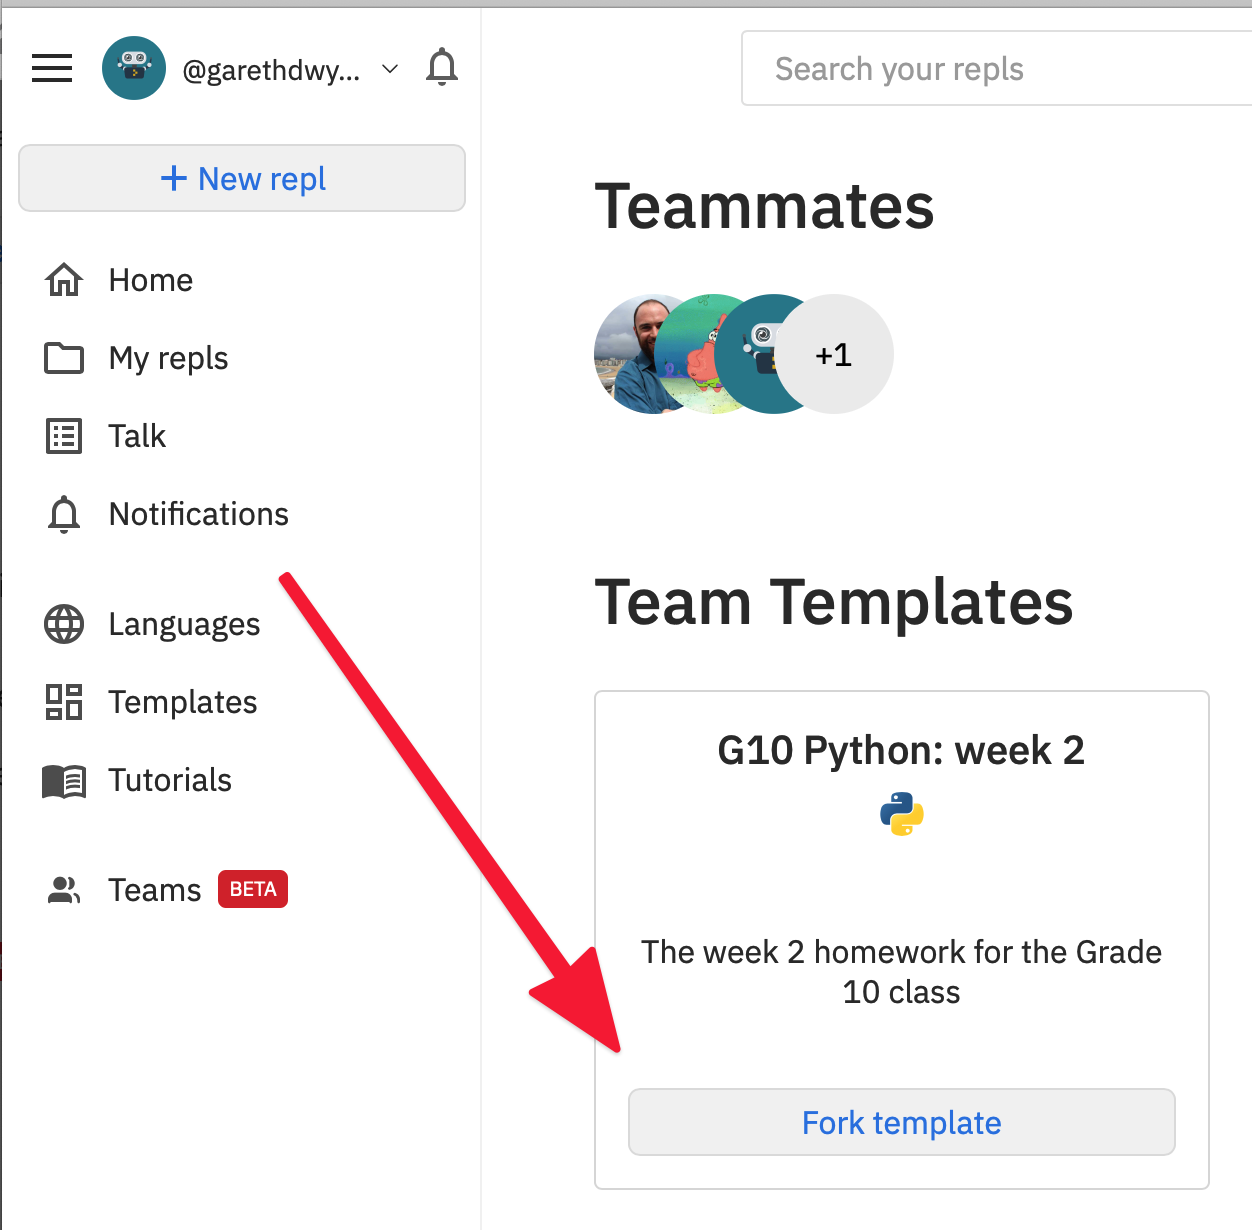 @garethdwy...
+ New repl
Home
My repls
Talk
Notifications
Languages
Templates
Tutorials
Teams BETA
Search your repls
Teammates
+1
Team Templates
G10 Python: week 2
The week 2 homework for the Grade
10 class
Fork template